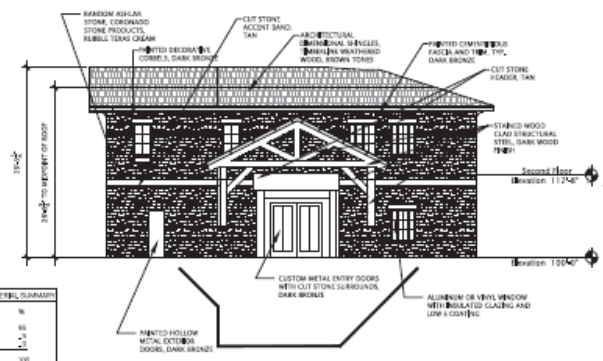 RANDOM ASHLAR
STONE, CORONADO
STONE PRODUCTS,
RUBBLE TEXAS CREAM
PAINTED DECORATIVE
CORBELS, DARK BRONZE
CUT STONE
ACCENT BAND,
TAN
ARCHITECTURAL
DIMENSIONAL SHINGLES,
TIMBERLINE WEATHERED
WOOD, BROWN TONES
PAINTED CEMENTITIOUS
FASCIA AND TRIM, TYP.,
DARK BRONZE
CUT STONE
HEADER, TAN
STAINED WOOD
CLAD STRUCTURAL
STEEL, DARK WOOD
FINISH
Second Floor
Elevation 112'-8"
TO MIDPOINT OF ROOF
Elevation 100'-0"
CUSTOM METAL ENTRY DOORS
WITH CUT STONE SURROUNDS,
DARK BRONZE
ALUMINUM OR VINYL WINDOW
WITH INSULATED GLAZING AND
LOW E COATING
PAINTED HOLLOW
METAL EXTERIOR
DOORS, DARK BRONZE
SUMMARY
%